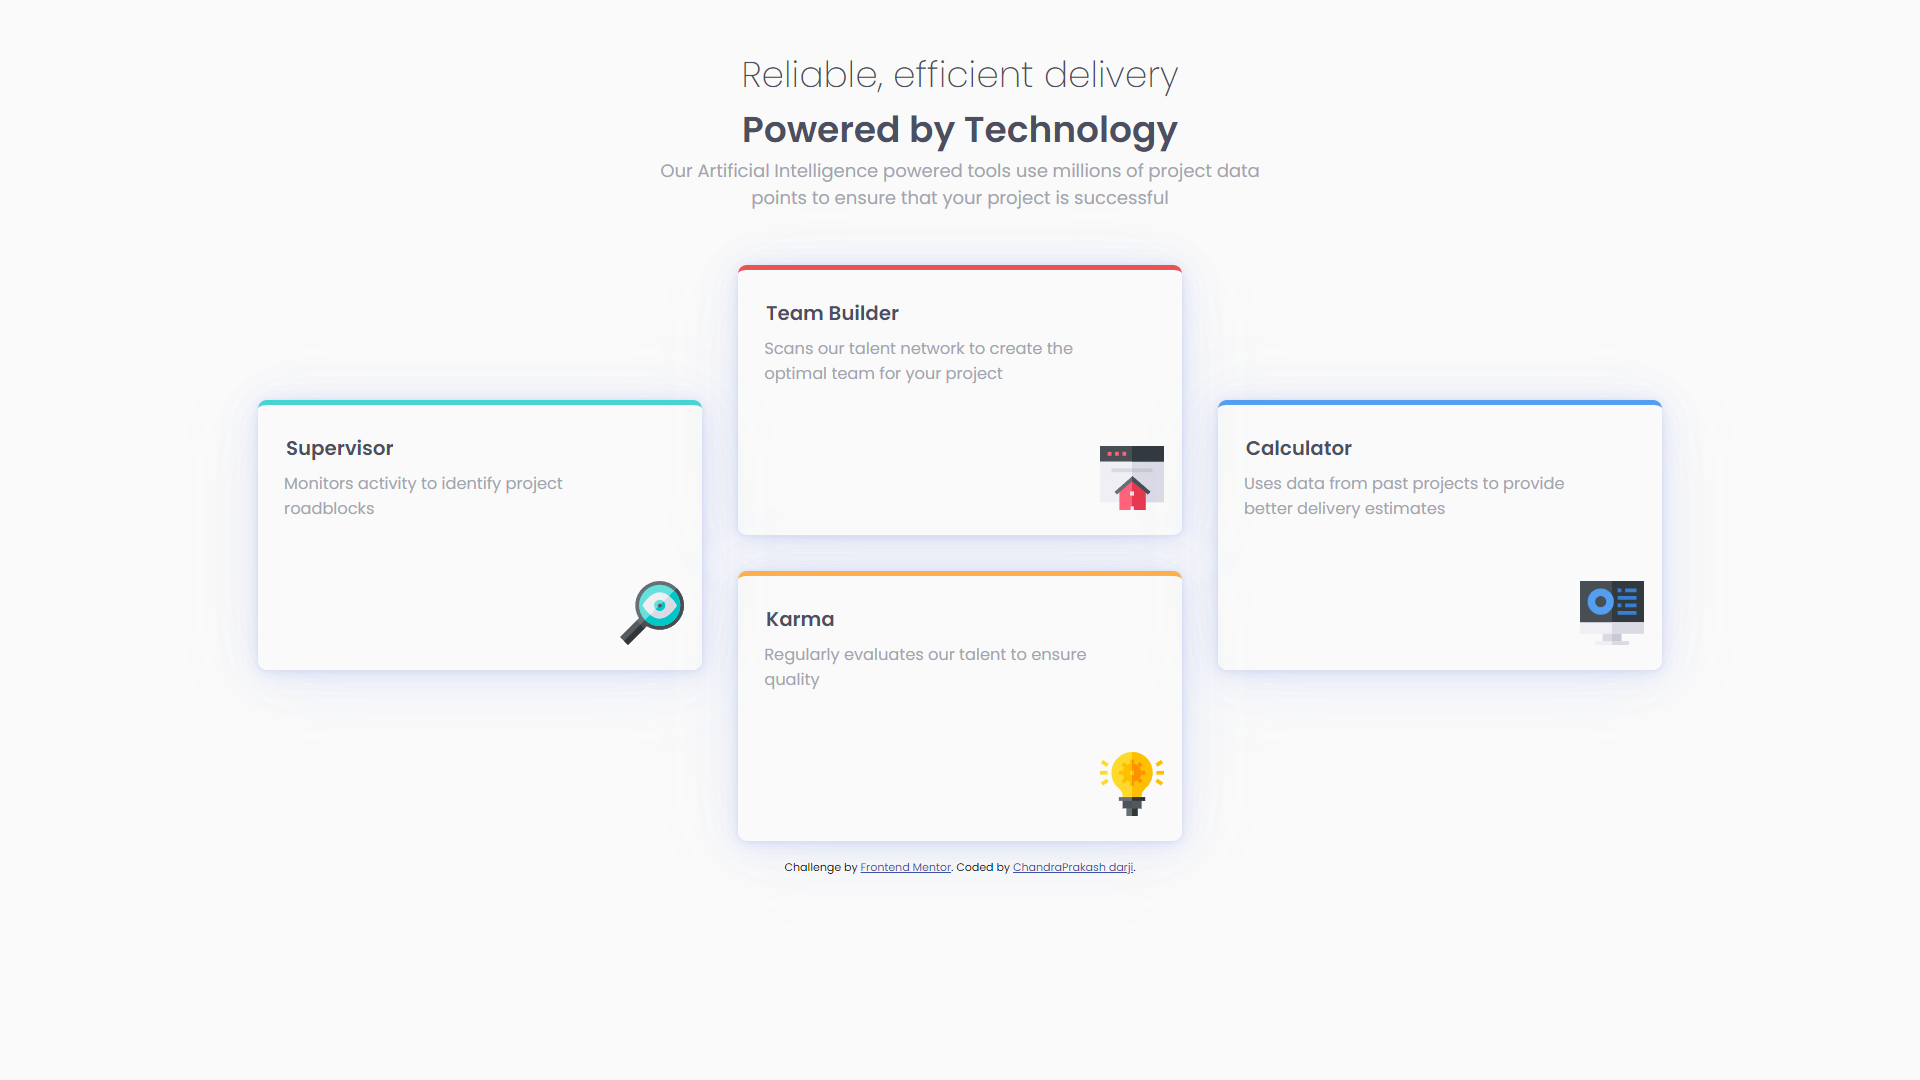 Reliable, efficient delivery
Powered by Technology
Our Artificial Intelligence powered tools use millions of project data
points to ensure that your project is successful
Supervisor
Monitors activity to identify project
roadblocks
Team Builder
Scans our talent network to create the
optimal team for your project
Karma
Regularly evaluates our talent to ensure
quality
Calculator
Uses data from past projects to provide
better delivery estimates
Challenge by Frontend Mentor. Coded by ChandraPrakash darji.